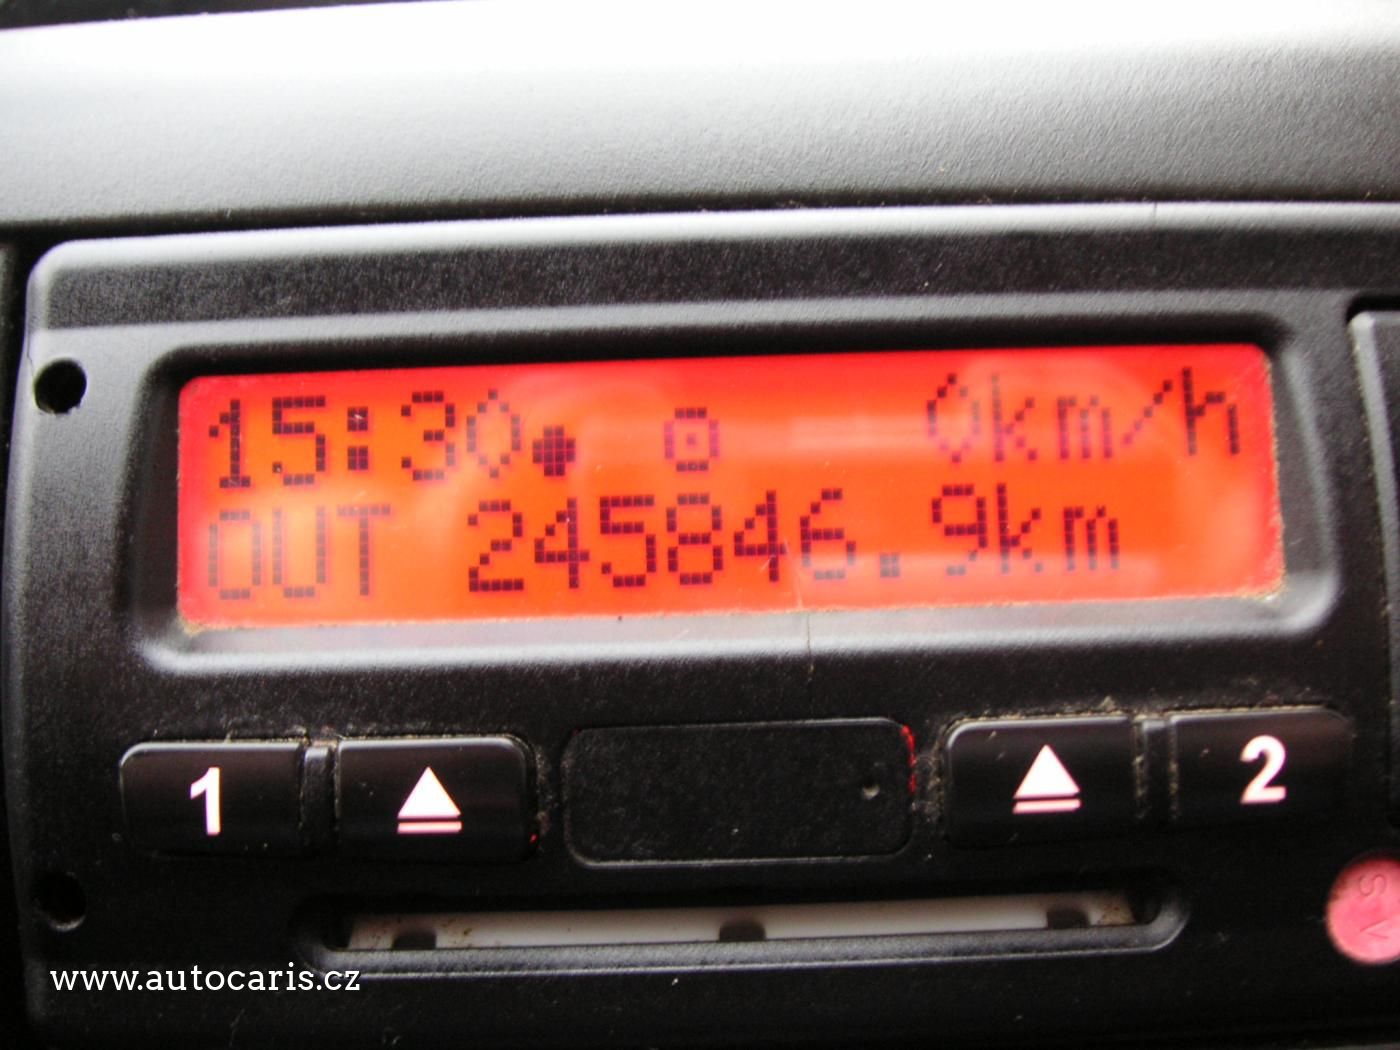 15:30 0km/h
OUT 245846.9km
1
2
www.autocaris.cz